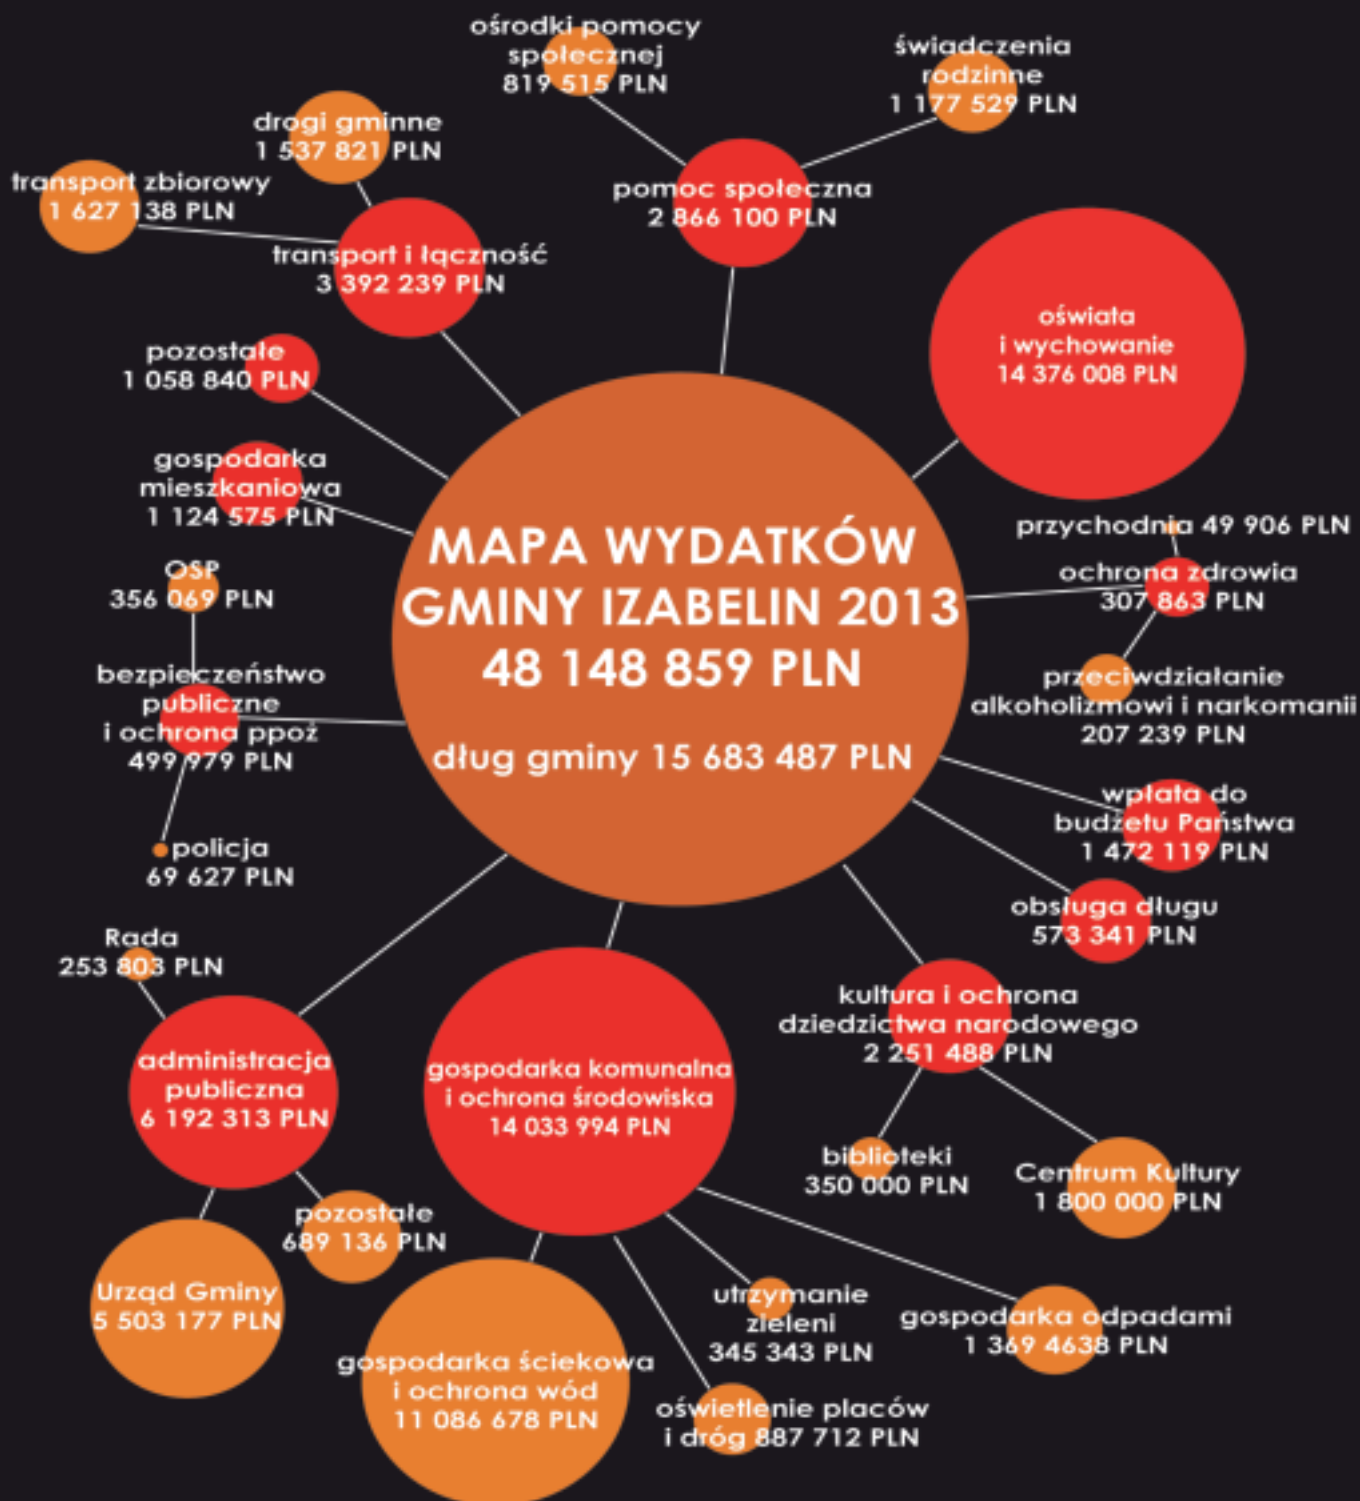 ośrodki pomocy
społecznej
819 515 PLN
świadczenia
rodzinne
1 177 529 PLN
drogi gminne
1 537 821 PLN
transport zbiorowy
1 627 138 PLN
pomoc społeczna
2 866 100 PLN
transport i łączność
3 392 239 PLN
oświata
i wychowanie
14 376 008 PLN
pozostałe
1 058 840 PLN
gospodarka
mieszkaniowa
1 124 575 PLN
MAPA WYDATKÓW
GMINY IZABELIN 2013
48 148 859 PLN
dług gminy 15 683 487 PLN
przychodnia 49 906 PLN
ochrona zdrowia
307 863 PLN
przeciwdziałanie
alkoholizmowi i narkomanii
207 239 PLN
OSP
356 069 PLN
bezpieczeństwo
publiczne
i ochrona ppoż
499 979 PLN
policja
69 627 PLN
wpłata do
budżetu Państwa
1 472 119 PLN
obsługa długu
573 341 PLN
Rada
253 803 PLN
administracja
publiczna
6 192 313 PLN
gospodarka komunalna
i ochrona środowiska
14 033 994 PLN
kultura i ochrona
dziedzictwa narodowego
2 251 488 PLN
biblioteki
350 000 PLN
Centrum Kultury
1 800 000 PLN
pozostałe
689 136 PLN
Urząd Gminy
5 503 177 PLN
gospodarka ściekowa
i ochrona wód
11 086 678 PLN
utrzymanie
zieleni
345 343 PLN
gospodarka odpadami
1 369 4638 PLN
oświetlenie placów
i dróg 887 712 PLN